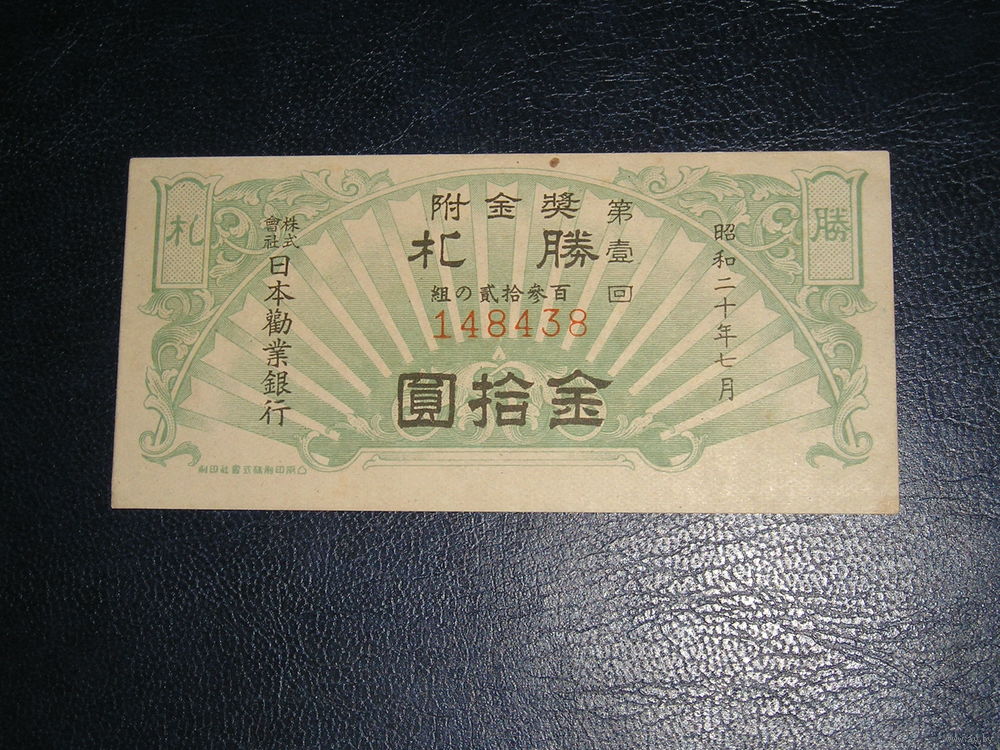 勝
札
昭和二十年七月
第壹回
獎金附
勝札
百參拾貳の組
148438
金拾圓
株式會社
日本勸業銀行